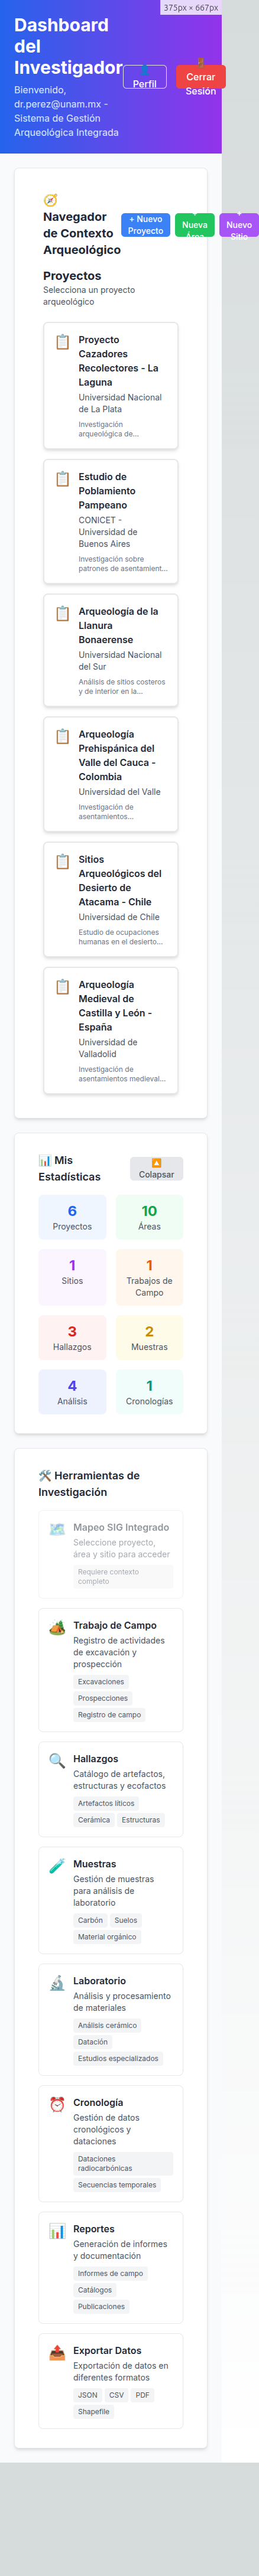 375px × 667px
Dashboard
del
Investigador
Bienvenido,
dr.perez@unam.mx -
Sistema de Gestión
Arqueológica Integrada
Perfil
Cerrar
Sesión
Navegador
de Contexto
Arqueológico
+ Nuevo
Proyecto
Nueva
Área
Nuevo
Sitio
Proyectos
Selecciona un proyecto
arqueológico
Proyecto
Cazadores
Recolectores - La
Laguna
Universidad Nacional
de La Plata
Investigación
arqueológica de...
Estudio de
Poblamiento
Pampeano
CONICET -
Universidad de
Buenos Aires
Investigación sobre
patrones de asentamient...
Arqueología de la
Llanura
Bonaerense
Universidad Nacional
del Sur
Análisis de sitios costeros
y de interior en la...
Arqueología
Prehispánica del
Valle del Cauca -
Colombia
Universidad del Valle
Investigación de
asentamientos...
Sitios
Arqueológicos del
Desierto de
Atacama - Chile
Universidad de Chile
Estudio de ocupaciones
humanas en el desierto...
Arqueología
Medieval de
Castilla y León -
España
Universidad de
Valladolid
Investigación de
asentamientos medieval...
Mis
Estadísticas
Colapsar
6
Proyectos
10
Áreas
1
Sitios
1
Trabajos de
Campo
3
Hallazgos
2
Muestras
4
Análisis
1
Cronologías
Herramientas de
Investigación
Mapeo SIG Integrado
Seleccione proyecto,
área y sitio para acceder
Requiere contexto
completo
Trabajo de Campo
Registro de actividades
de excavación y
prospección
Excavaciones
Prospecciones
Registro de campo
Hallazgos
Catálogo de artefactos,
estructuras y ecofactos
Artefactos líticos
Cerámica Estructuras
Muestras
Gestión de muestras
para análisis de
laboratorio
Carbón Suelos
Material orgánico
Laboratorio
Análisis y procesamiento
de materiales
Análisis cerámico
Datación
Estudios especializados
Cronología
Gestión de datos
cronológicos y
dataciones
Dataciones
radiocarbónicas
Secuencias temporales
Reportes
Generación de informes
y documentación
Informes de campo
Catálogos
Publicaciones
Exportar Datos
Exportación de datos en
diferentes formatos
JSON CSV PDF
Shapefile